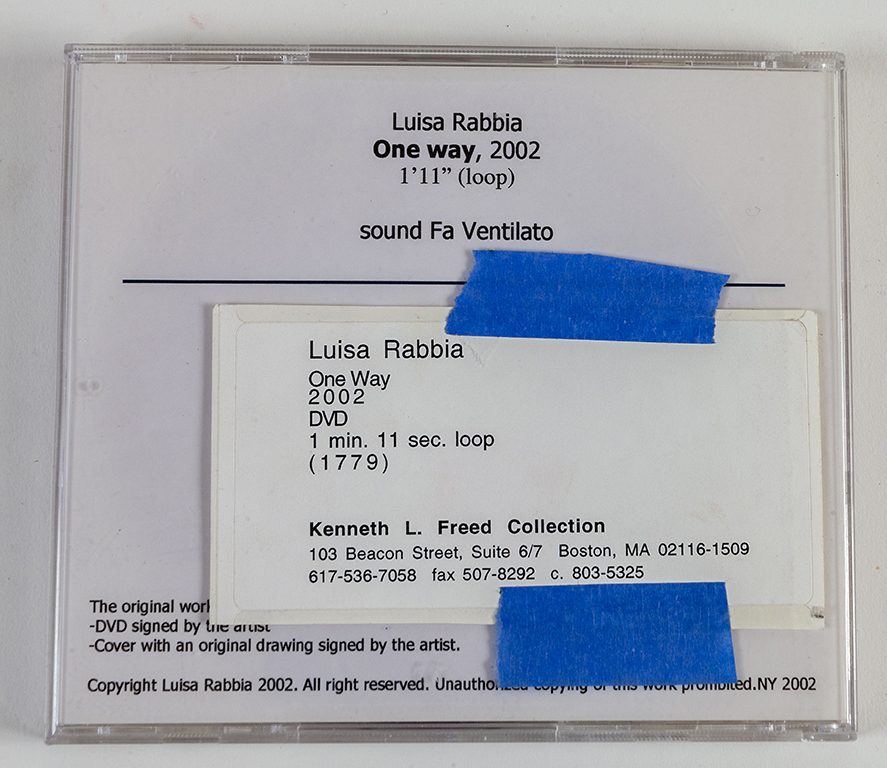 Luisa Rabbia
One way, 2002
1'11" (loop)
sound Fa Ventilato
Luisa Rabbia
One Way
2002
DVD
1 min. 11 sec. loop
(1779)
Kenneth L. Freed Collection
103 Beacon Street, Suite 6/7 Boston, MA 02116-1509
617-536-7058 fax 507-8292 c. 803-5325
The original work
-DVD signed by the artist
-Cover with an original drawing signed by the artist.
Copyright Luisa Rabbia 2002. All right reserved. Unauthorized copying of this work prohibited.NY 2002